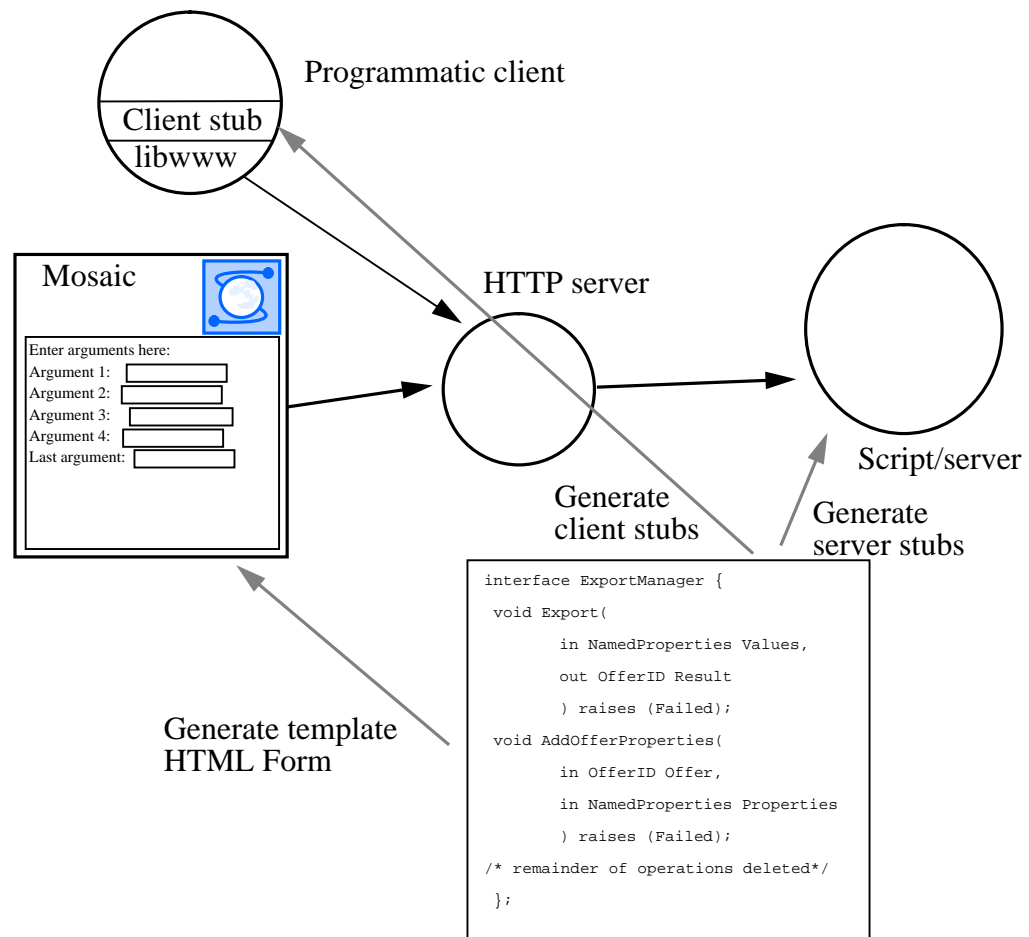 Programmatic client
Client stub
libwww
Mosaic
Enter arguments here:
Argument 1:
Argument 2:
Argument 3:
Argument 4:
Last argument:
HTTP server
Script/server
Generate
client stubs
Generate
server stubs
Generate template
HTML Form
interface ExportManager {
void Export(
in NamedProperties Values,
out OfferID Result
) raises (Failed);
void AddOfferProperties(
in OfferID Offer,
in NamedProperties Properties
) raises (Failed);
/* remainder of operations deleted*/
};